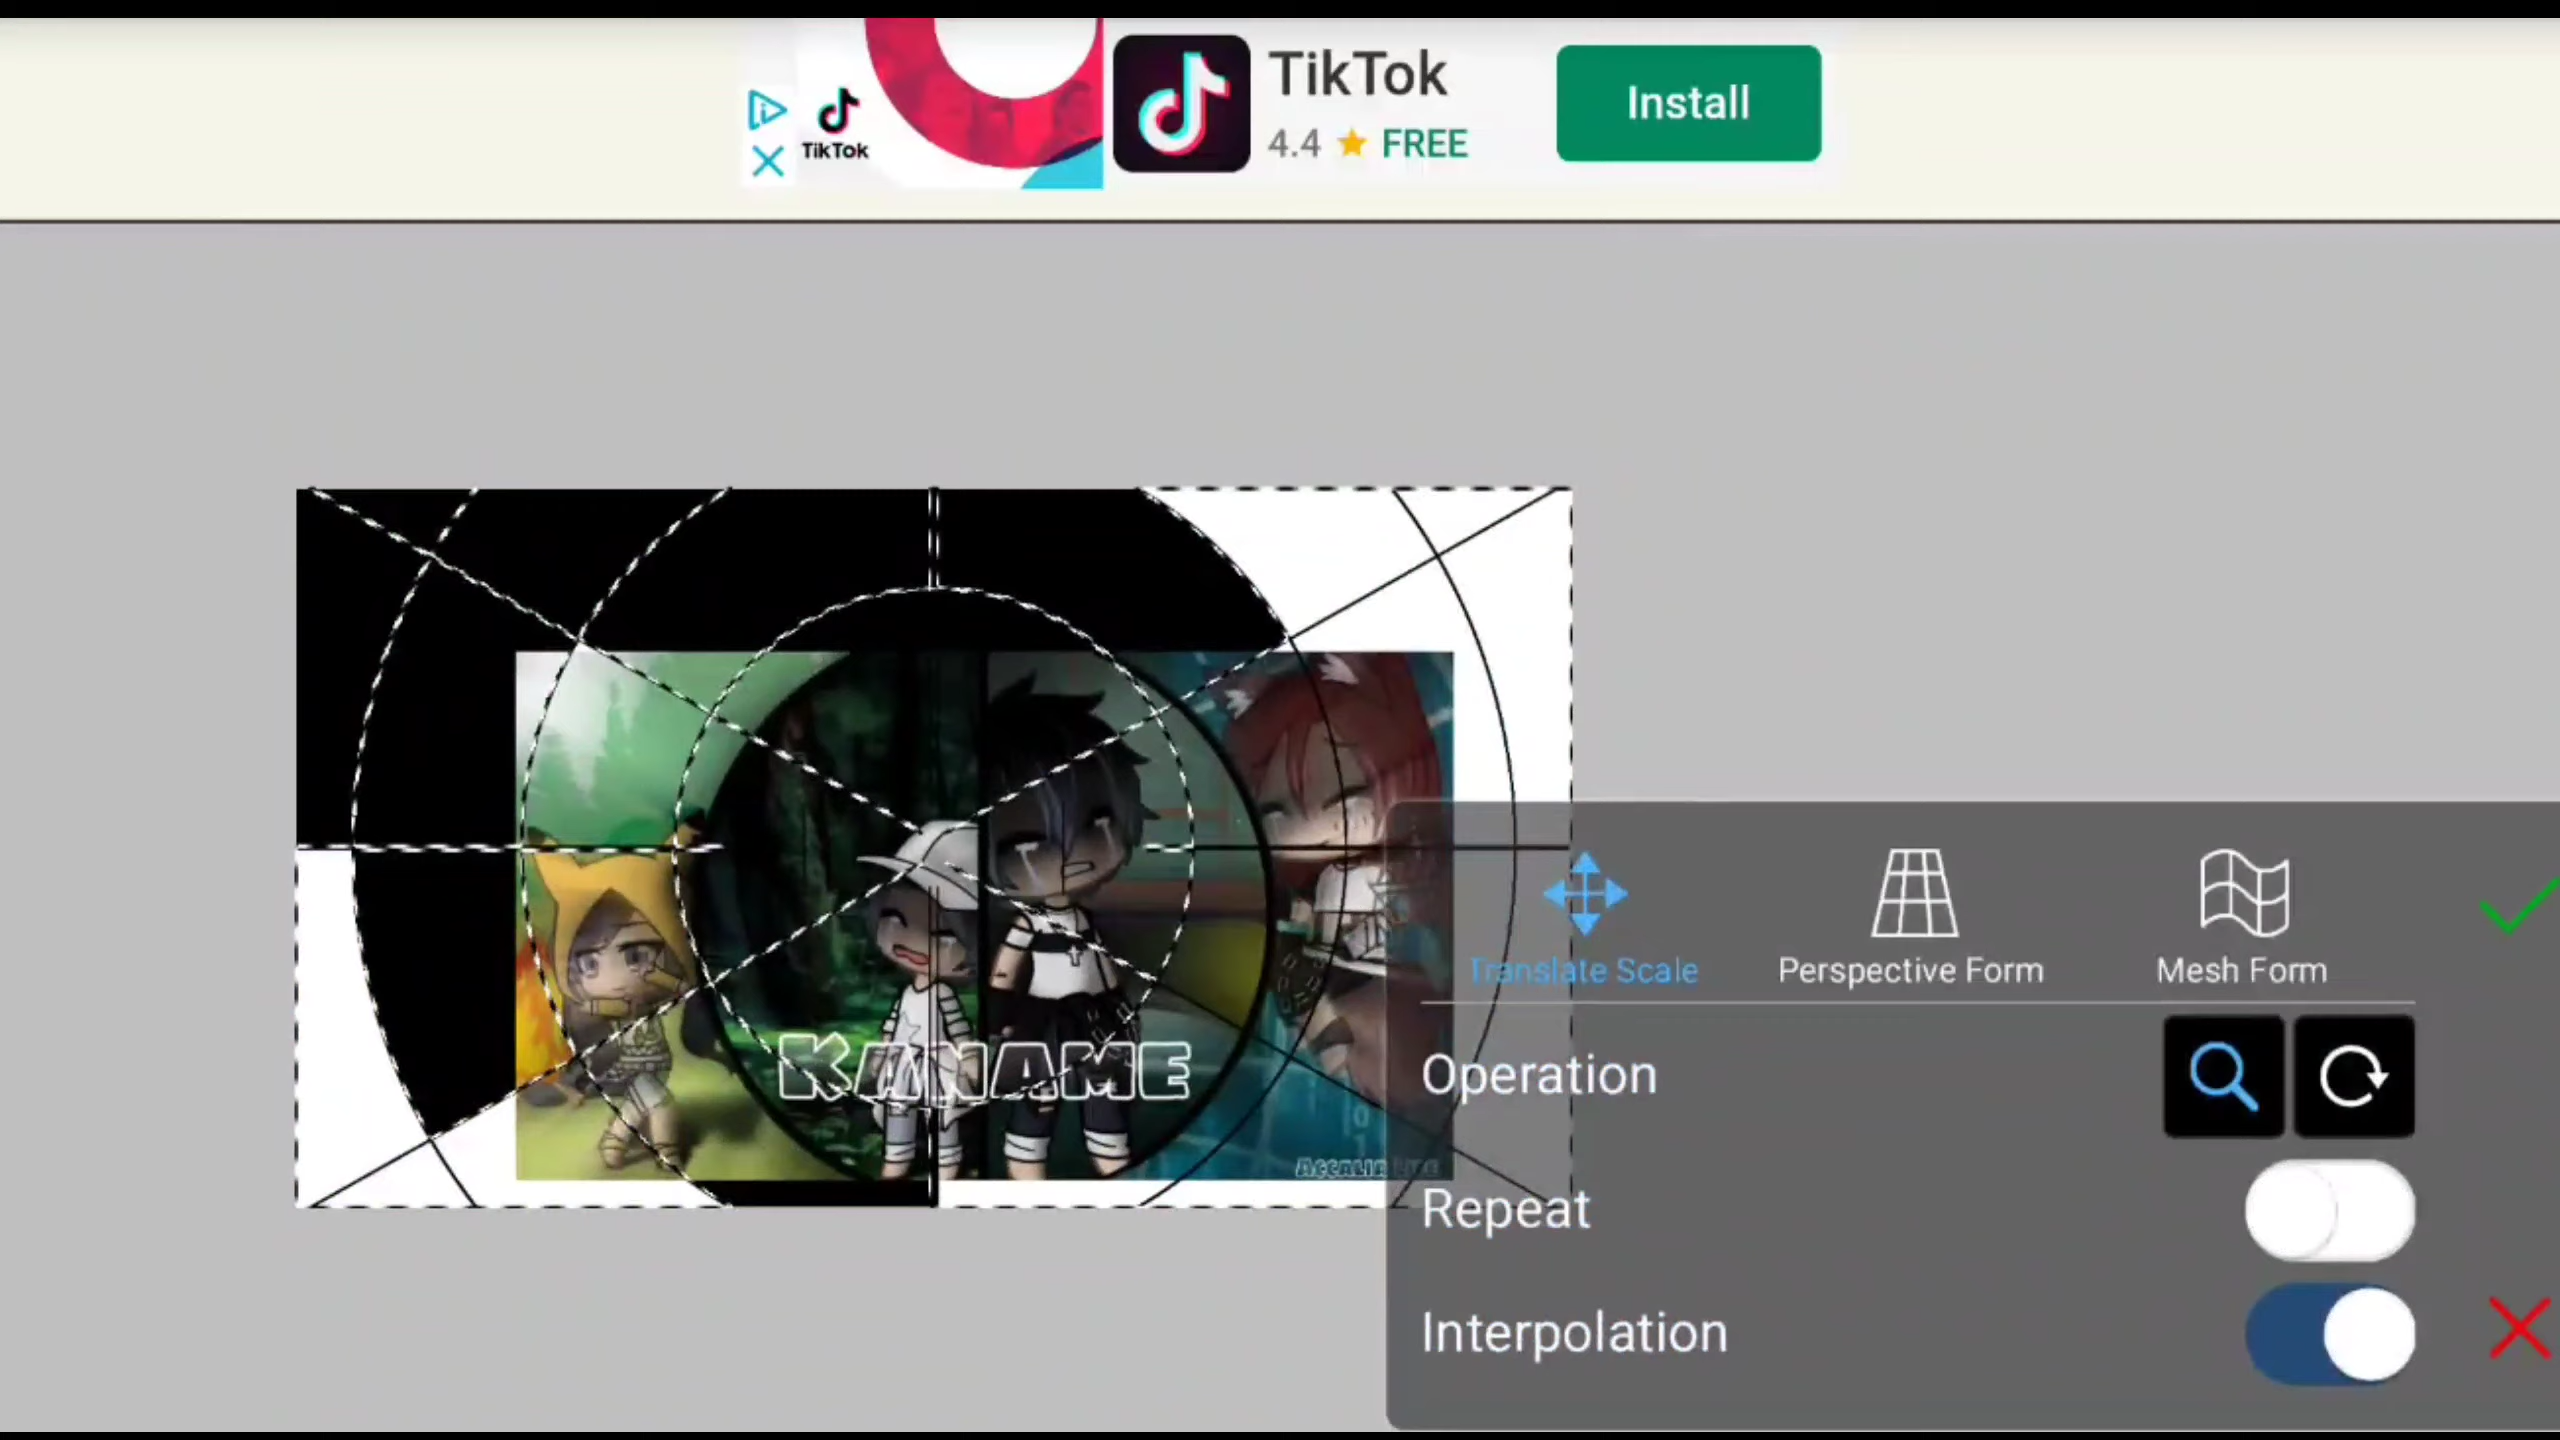 TikTok
TikTok
4.4 ★ FREE
Install
Translate Scale
Perspective Form
Mesh Form
Operation
KANAME
Repeat
Interpolation